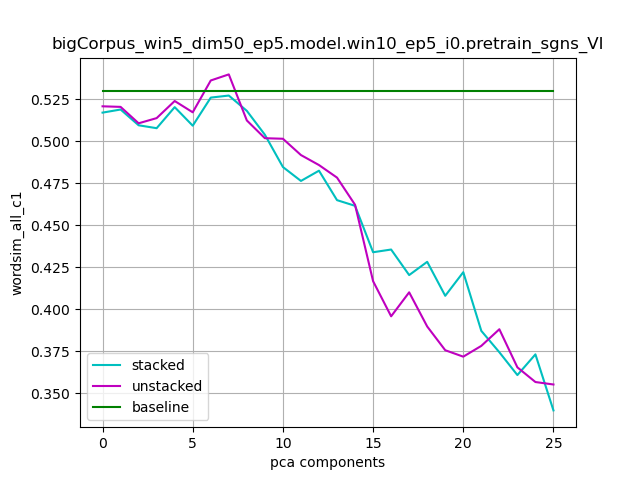 bigCorpus_win5_dim50_ep5.model.win10_ep5_i0.pretrain_sgns_VI
0.525
0.500
0.475
0.450
0.425
0.400
0.375
0.350
wordsim_all_c1
stacked
unstacked
baseline
0 5 10 15 20 25
pca components